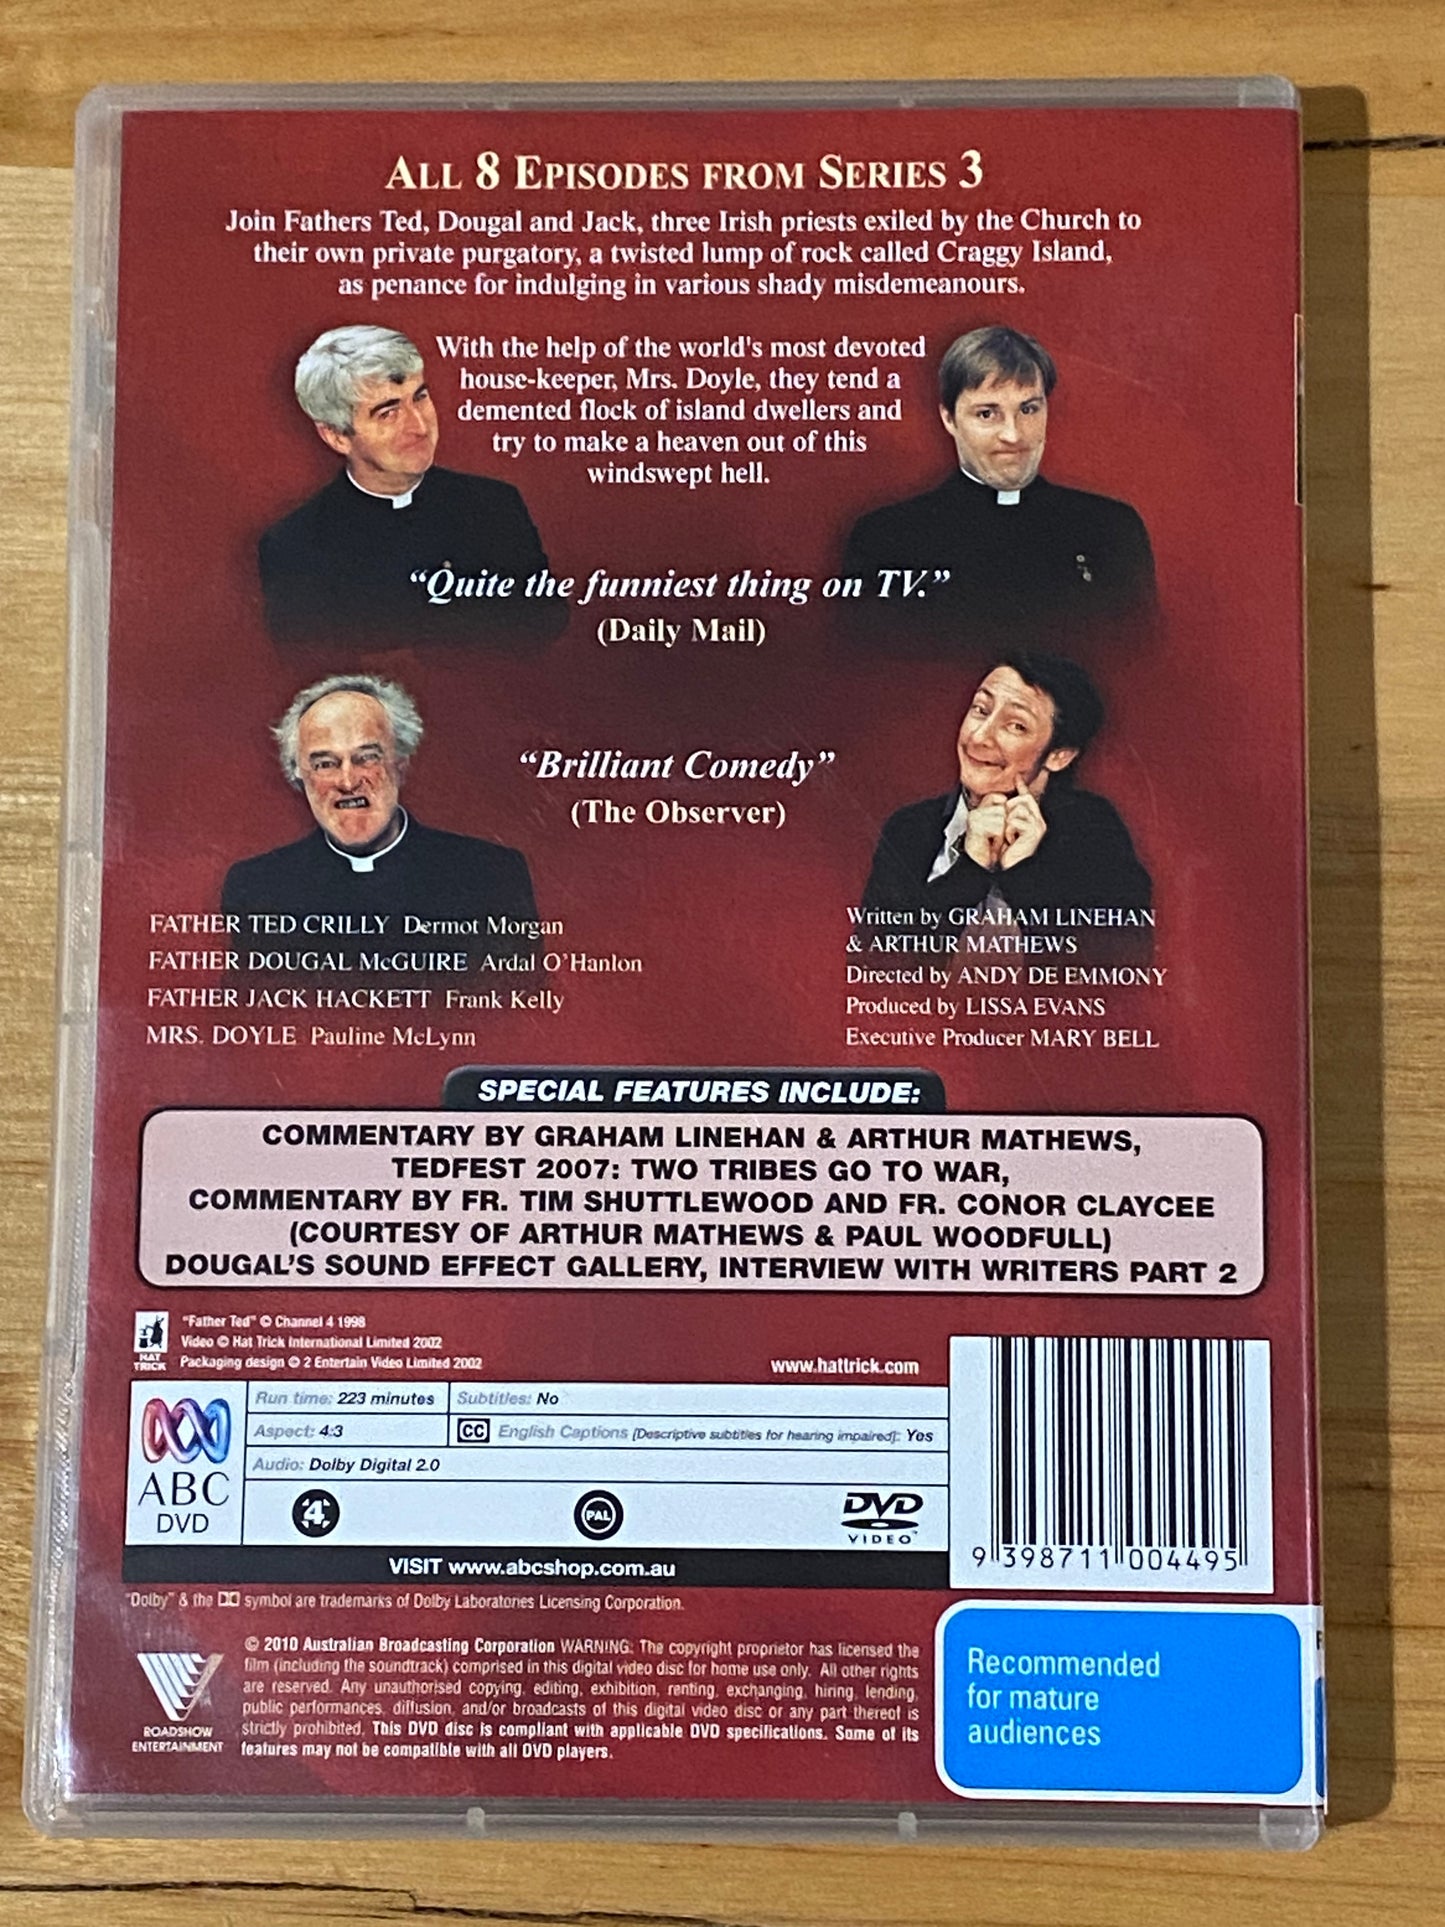 ALL 8 EPISODES FROM SERIES 3
Join Fathers Ted, Dougal and Jack, three Irish priests exiled by the Church to
their own private purgatory, a twisted lump of rock called Craggy Island,
as penance for indulging in various shady misdemeanours.
With the help of the world's most devoted
house-keeper, Mrs. Doyle, they tend a
demented flock of island dwellers and
try to make a heaven out of this
windswept hell.
“Quite the funniest thing on TV.”
(Daily Mail)
“Brilliant Comedy”
(The Observer)
FATHER TED CRILLY Dermot Morgan
FATHER DOUGAL McGUIRE Ardal O'Hanlon
FATHER JACK HACKETT Frank Kelly
MRS. DOYLE Pauline McLynn
Written by GRAHAM LINEHAN
& ARTHUR MATHEWS
Directed by ANDY DE EMMONY
Produced by LISSA EVANS
Executive Producer MARY BELL
SPECIAL FEATURES INCLUDE:
COMMENTARY BY GRAHAM LINEHAN & ARTHUR MATHEWS,
TEDFEST 2007: TWO TRIBES GO TO WAR,
COMMENTARY BY FR. TIM SHUTTLEWOOD AND FR. CONOR CLAYCEE
(COURTESY OF ARTHUR MATHEWS & PAUL WOODFULL)
DOUGAL'S SOUND EFFECT GALLERY, INTERVIEW WITH WRITERS PART 2
HAT
TRICK
"Father Ted" © Channel 4 1998
Video © Hat Trick International Limited 2002
Packaging design © 2 Entertain Video Limited 2002
www.hattrick.com
ABC
DVD
Run time: 223 minutes
Subtitles: No
Aspect: 4:3
CC English Captions [Descriptive subtitles for hearing impaired]: Yes
Audio: Dolby Digital 2.0
4
PAL
DVD
VIDEO
VISIT www.abcshop.com.au
9 398711 004495
"Dolby" & the DD symbol are trademarks of Dolby Laboratories Licensing Corporation.
ROADSHOW
ENTERTAINMENT
© 2010 Australian Broadcasting Corporation WARNING: The copyright proprietor has licensed the
film (including the soundtrack) comprised in this digital video disc for home use only. All other rights
are reserved. Any unauthorised copying, editing, exhibition, renting, exchanging, hiring, lending,
public performances, diffusion, and/or broadcasts of this digital video disc or any part thereof is
strictly prohibited. This DVD disc is compliant with applicable DVD specifications. Some of its
features may not be compatible with all DVD players.
Recommended
for mature
audiences